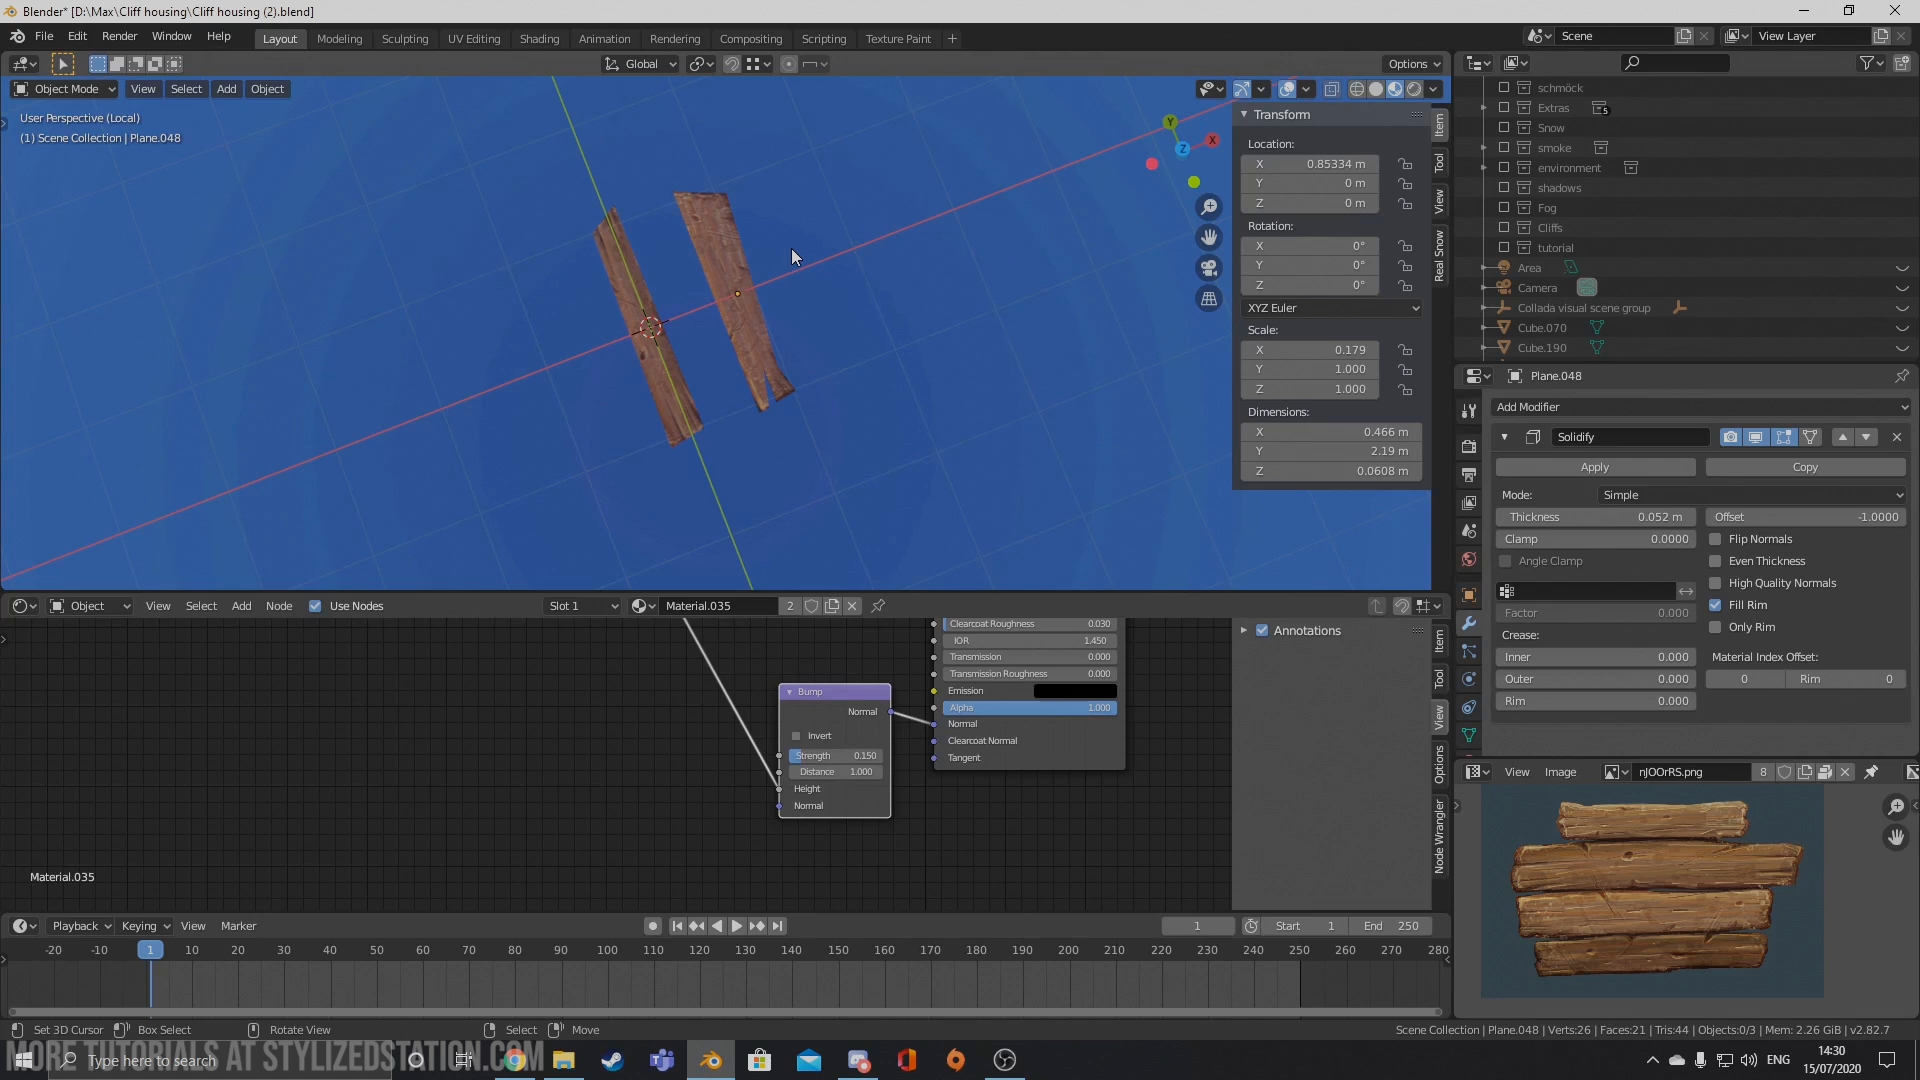 Blender* [D:\Max\Cliff housing\Cliff housing (2).blend]
File Edit Render Window Help
Layout Modeling Sculpting UV Editing Shading Animation Rendering Compositing Scripting Texture Paint +
Scene
View Layer
Global
Options
Object Mode View Select Add Object
User Perspective (Local)
(1) Scene Collection | Plane.048
Y
X
Z
Transform
Location:
X 0.85334 m
Y 0 m
Z 0 m
Rotation:
X 0°
Y 0°
Z 0°
XYZ Euler
Scale:
X 0.179
Y 1.000
Z 1.000
Dimensions:
X 0.466 m
Y 2.19 m
Z 0.0608 m
Item
Tool
View
Real Snow
schmöck
Extras 5
Snow
smoke
environment
shadows
Fog
Cliffs
tutorial
Area
Camera
Collada visual scene group
Cube.070
Cube.190
Plane.048
Add Modifier
Solidify
Apply Copy
Mode: Simple
Thickness 0.052 m Offset -1.0000
Clamp 0.0000 Flip Normals
Angle Clamp Even Thickness
High Quality Normals
Factor 0.000 Fill Rim
Crease: Only Rim
Inner 0.000 Material Index Offset:
Outer 0.000 0 Rim 0
Rim 0.000
Object View Select Add Node Use Nodes Slot 1 Material.035 2
Clearcoat Roughness 0.030
IOR 1.450
Transmission 0.000
Transmission Roughness 0.000
Emission
Alpha 1.000
Normal
Clearcoat Normal
Tangent
Bump
Normal
Invert
Strength 0.150
Distance 1.000
Height
Normal
Annotations
Item
Tool
View
Options
Node Wrangler
Material.035
View Image nJOOrRS.png 8
Playback Keying View Marker
1 Start 1 End 250
-20 -10 1 10 20 30 40 50 60 70 80 90 100 110 120 130 140 150 160 170 180 190 200 210 220 230 240 250 260 270 280
Set 3D Cursor Box Select Rotate View Select Move
Scene Collection | Plane.048 | Verts:26 | Faces:21 | Tris:44 | Objects:0/3 | Mem: 2.26 GiB | v2.82.7
MORE TUTORIALS AT STYLIZEDSTATION.COM
Type here to search
ENG
14:30
15/07/2020